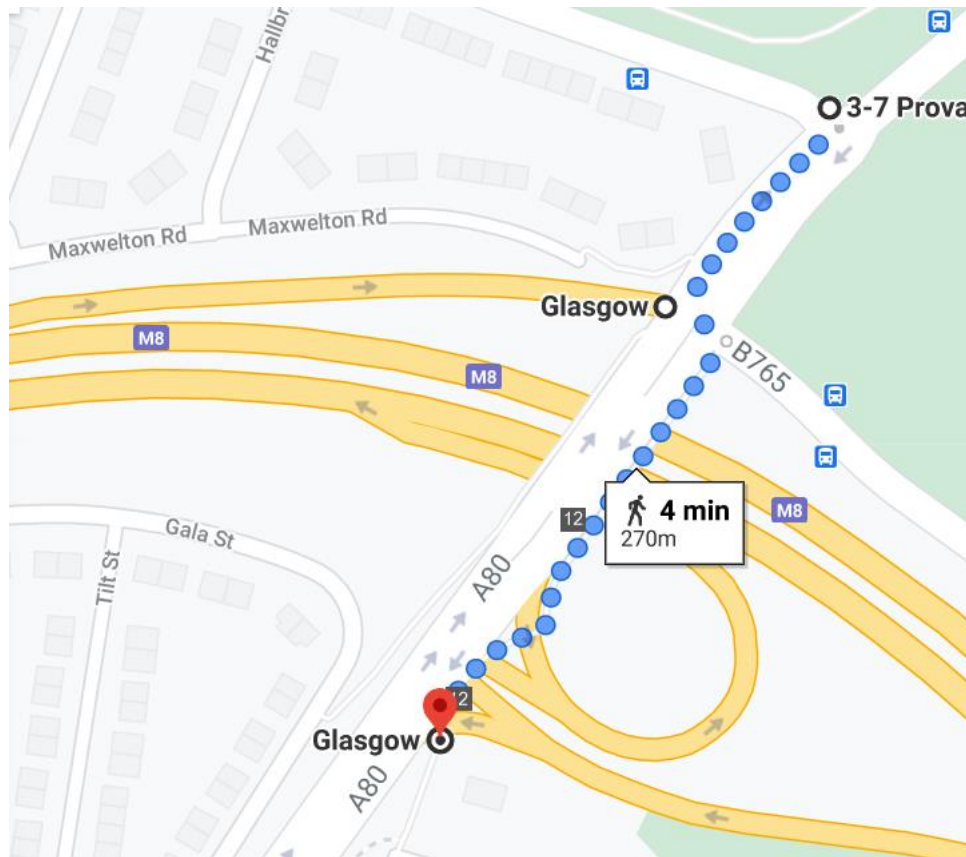 Hallbr
3-7 Prova
Maxwelton Rd
Maxwelton Rd
Glasgow
M8
M8
B765
4 min
270m
M8
12
Gala St
Tilt St
A80
12
Glasgow
A80